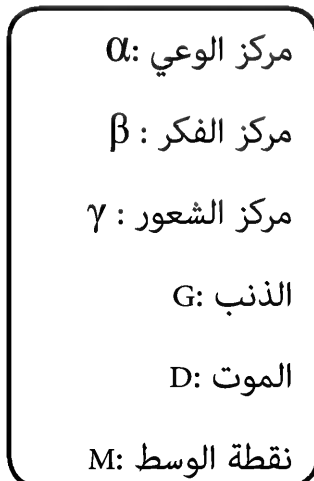 مركز الوعي :α
مركز الفكر : β
مركز الشعور : γ
الذنب :G
الموت :D
نقطة الوسط :M